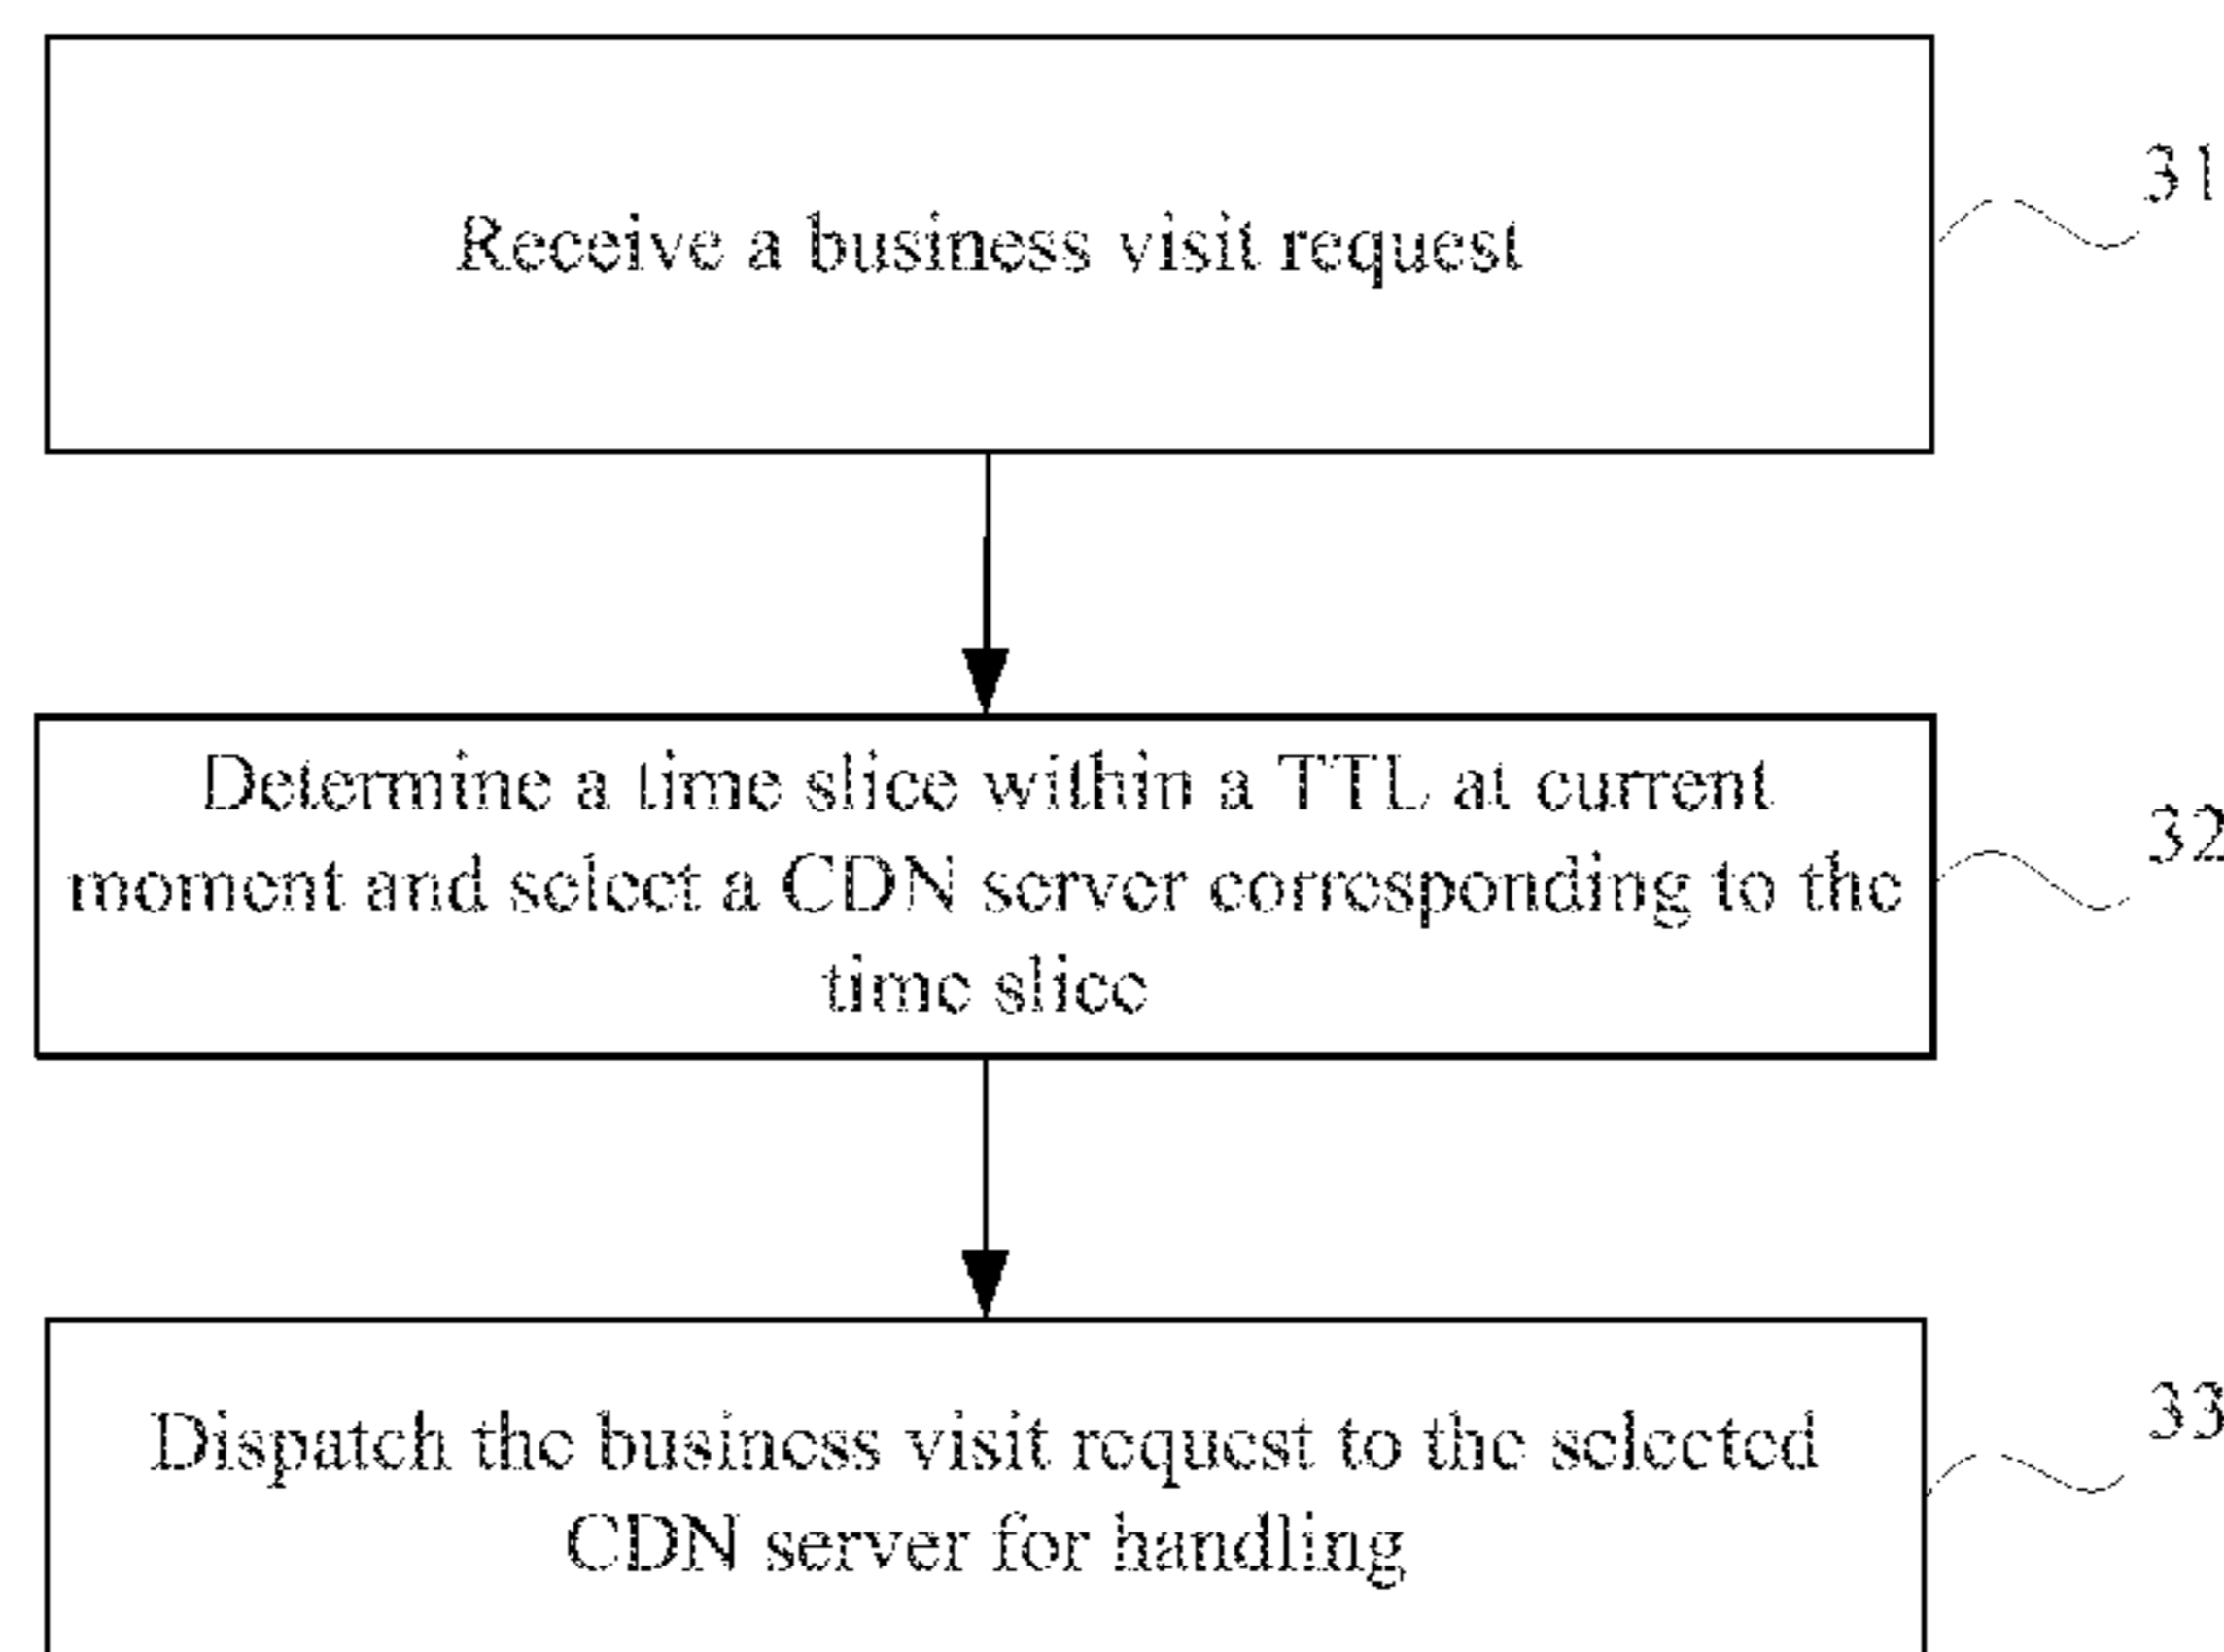 31
Receive a business visit request
Determine a time slice within a TTL at current
32
moment and select a CDN server corresponding to the
time slice
33
Dispatch the business visit request to the selected
CDN server for handling